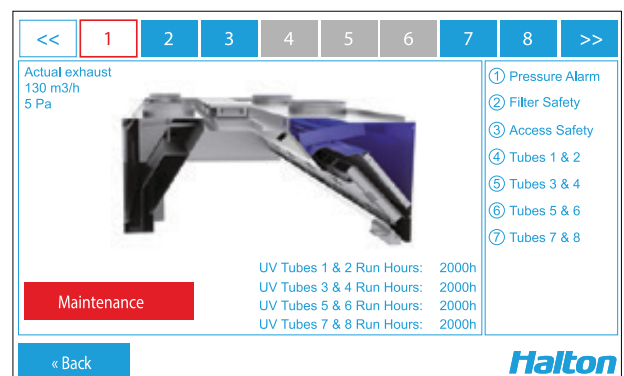 << 1 2 3 4 5 6 7 8 >>
Actual exhaust
130 m3/h
5 Pa
1 Pressure Alarm
2 Filter Safety
3 Access Safety
4 Tubes 1 & 2
5 Tubes 3 & 4
6 Tubes 5 & 6
7 Tubes 7 & 8
UV Tubes 1 & 2 Run Hours: 2000h
UV Tubes 3 & 4 Run Hours: 2000h
UV Tubes 5 & 6 Run Hours: 2000h
UV Tubes 7 & 8 Run Hours: 2000h
Maintenance
« Back
Halton